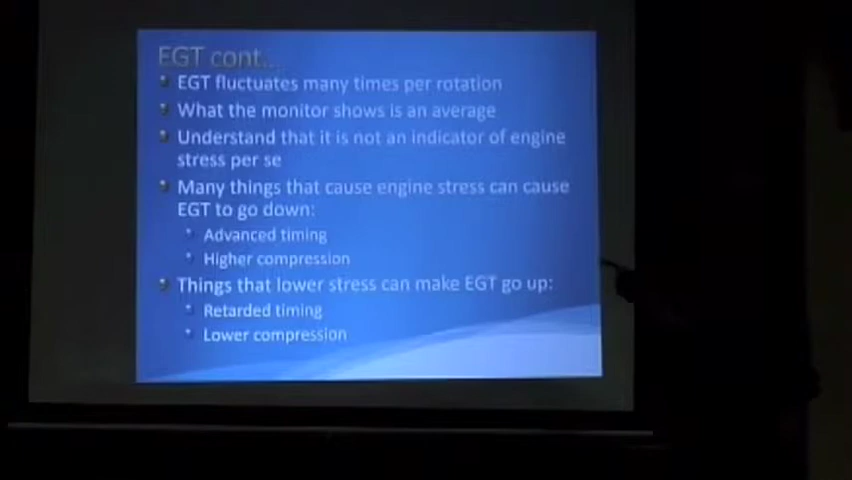 EGT cont...
EGT fluctuates many times per rotation
What the monitor shows is an average
Understand that it is not an indicator of engine
stress per se
Many things that cause engine stress can cause
EGT to go down:
Advanced timing
Higher compression
Things that lower stress can make EGT go up:
Retarded timing
Lower compression